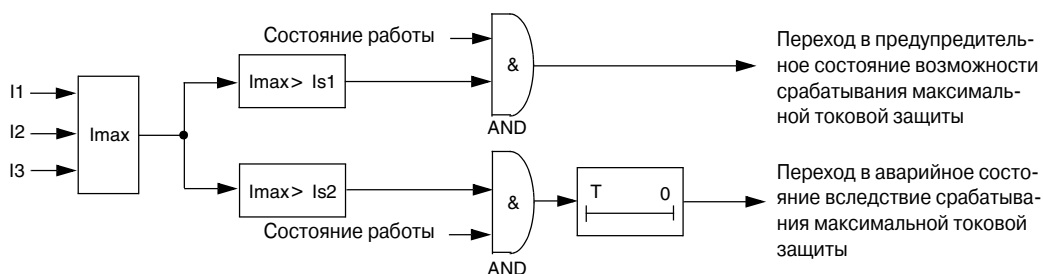 Состояние работы
&
AND
Imax > Is1
Переход в предупредитель-
ное состояние возможности
срабатывания максималь-
ной токовой защиты
I1
I2
I3
Imax
Imax > Is2
Состояние работы
&
AND
T 0
Переход в аварийное состо-
яние вследствие срабатыва-
ния максимальной токовой
защиты